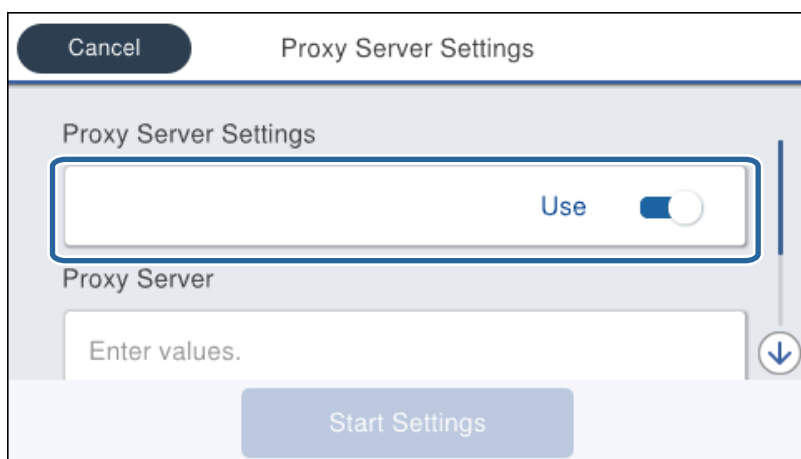 Cancel
Proxy Server Settings
Proxy Server Settings
Use
Proxy Server
Enter values.
Start Settings